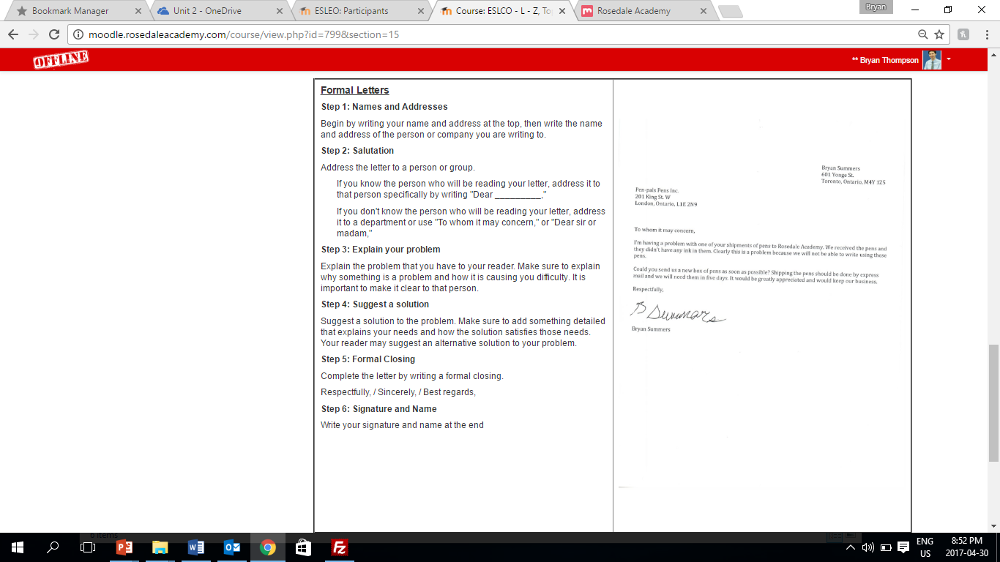 Bookmark Manager
Unit 2 - OneDrive
ESLEO: Participants
Course: ESLCO - L - Z, To
Rosedale Academy
Bryan
moodle.rosedaleacademy.com/course/view.php?id=799&section=15
OFFLINE
** Bryan Thompson
Formal Letters
Step 1: Names and Addresses
Begin by writing your name and address at the top, then write the name
and address of the person or company you are writing to.
Step 2: Salutation
Address the letter to a person or group.
If you know the person who will be reading your letter, address it to
that person specifically by writing "Dear _________,"
If you don't know the person who will be reading your letter, address
it to a department or use "To whom it may concern," or "Dear sir or
madam,"
Step 3: Explain your problem
Explain the problem that you have to your reader. Make sure to explain
why something is a problem and how it is causing you difficulty. It is
important to make it clear to that person.
Step 4: Suggest a solution
Suggest a solution to the problem. Make sure to add something detailed
that explains your needs and how the solution satisfies those needs.
Your reader may suggest an alternative solution to your problem.
Step 5: Formal Closing
Complete the letter by writing a formal closing.
Respectfully, / Sincerely, / Best regards,
Step 6: Signature and Name
Write your signature and name at the end
Bryan Summers
601 Yonge St.
Toronto, Ontario, M4Y 1Z5
Pen-pals Pens Inc.
201 King St. W
London, Ontario, L1E 2N9
To whom it may concern,
I'm having a problem with one of your shipments of pens to Rosedale Academy. We received the pens and
they didn't have any ink in them. Clearly this is a problem because we will not be able to write using these
pens.
Could you send us a new box of pens as soon as possible? Shipping the pens should be done by express
mail and we will need them in five days. It would be greatly appreciated and would keep our business.
Respectfully,
B Summers
Bryan Summers
6 items
ENG
US
8:52 PM
2017-04-30